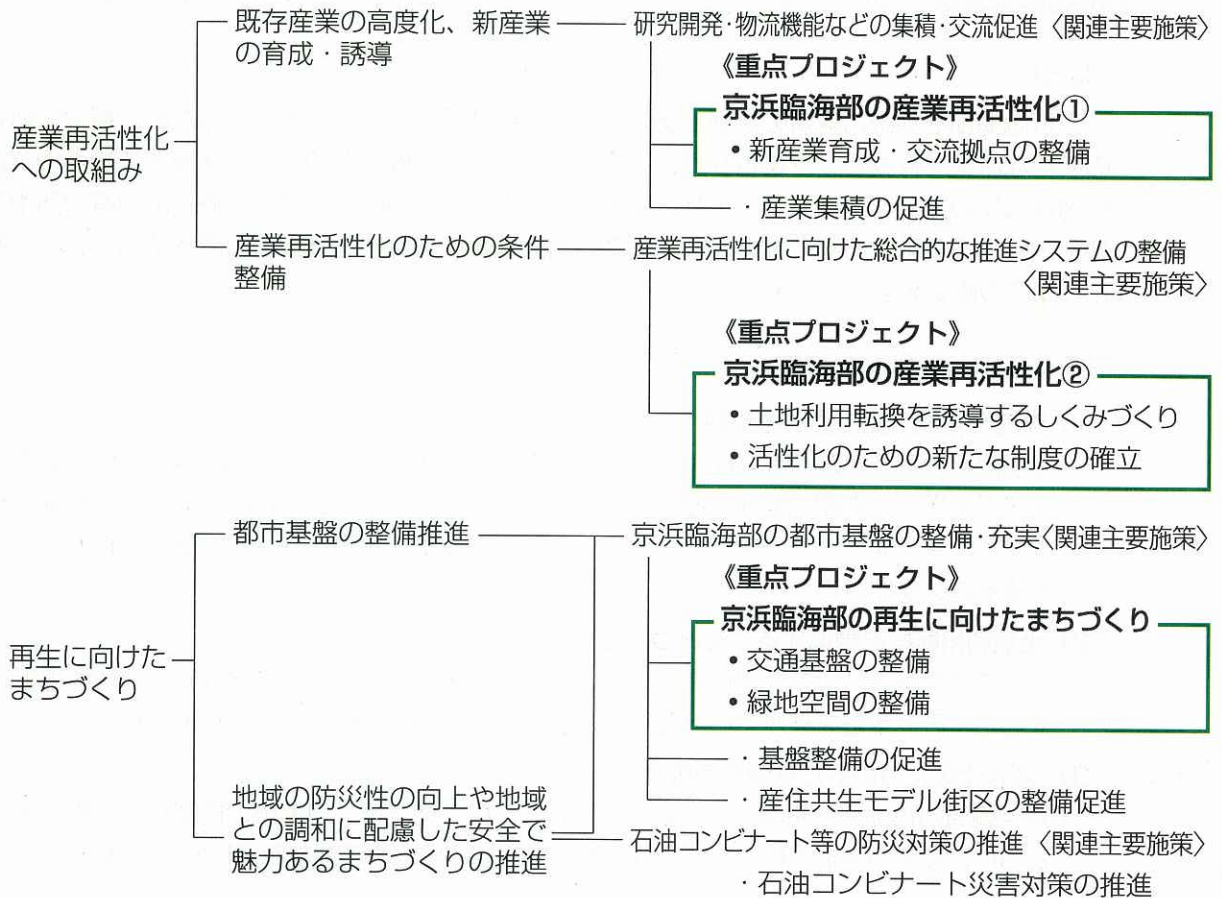 既存産業の高度化、新産業
の育成・誘導
研究開発・物流機能などの集積・交流促進〈関連主要施策〉
《重点プロジェクト》
京浜臨海部の産業再活性化①
• 新産業育成・交流拠点の整備
産業再活性化
への取組み
・産業集積の促進
産業再活性化のための条件
整備
産業再活性化に向けた総合的な推進システムの整備
〈関連主要施策〉
《重点プロジェクト》
京浜臨海部の産業再活性化②
• 土地利用転換を誘導するしくみづくり
• 活性化のための新たな制度の確立
都市基盤の整備推進
京浜臨海部の都市基盤の整備・充実〈関連主要施策〉
《重点プロジェクト》
京浜臨海部の再生に向けたまちづくり
• 交通基盤の整備
• 緑地空間の整備
再生に向けた
まちづくり
・基盤整備の促進
・産住共生モデル街区の整備促進
地域の防災性の向上や地域
との調和に配慮した安全で
魅力あるまちづくりの推進
石油コンビナート等の防災対策の推進〈関連主要施策〉
・石油コンビナート災害対策の推進